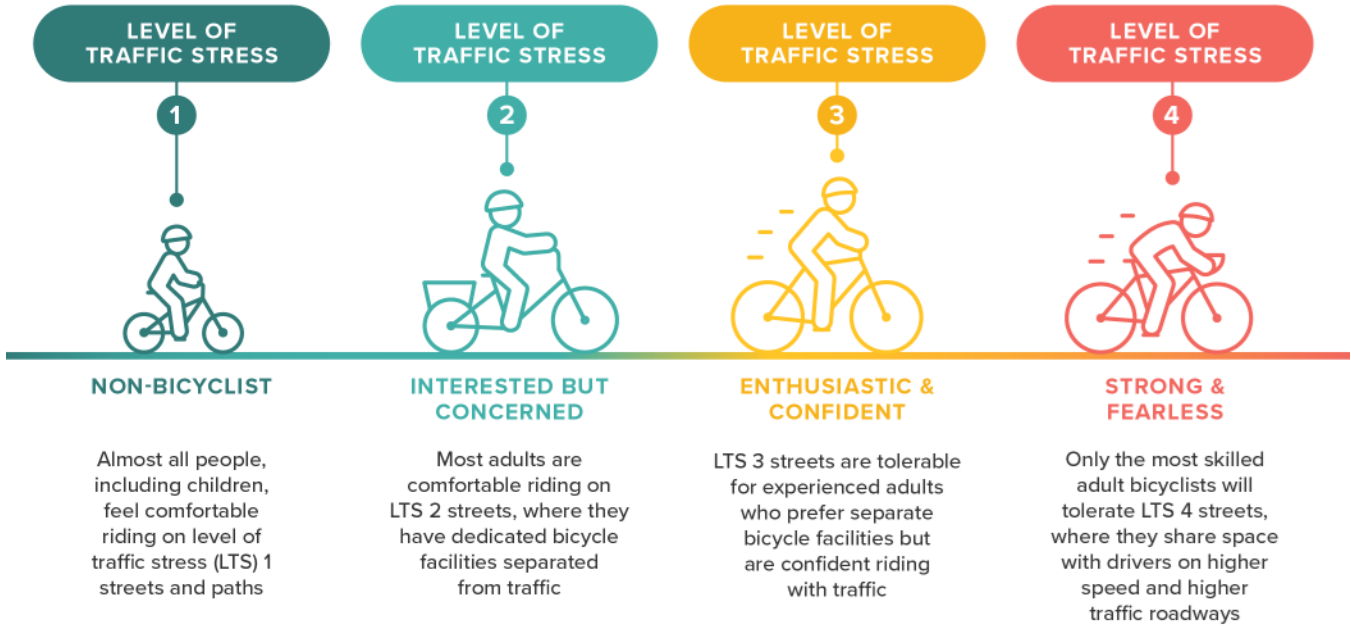 LEVEL OF
TRAFFIC STRESS
1
NON-BICYCLIST
Almost all people,
including children,
feel comfortable
riding on level of
traffic stress (LTS) 1
streets and paths
LEVEL OF
TRAFFIC STRESS
2
INTERESTED BUT
CONCERNED
Most adults are
comfortable riding on
LTS 2 streets, where they
have dedicated bicycle
facilities separated
from traffic
LEVEL OF
TRAFFIC STRESS
3
ENTHUSIASTIC &
CONFIDENT
LTS 3 streets are tolerable
for experienced adults
who prefer separate
bicycle facilities but
are confident riding
with traffic
LEVEL OF
TRAFFIC STRESS
4
STRONG &
FEARLESS
Only the most skilled
adult bicyclists will
tolerate LTS 4 streets,
where they share space
with drivers on higher
speed and higher
traffic roadways